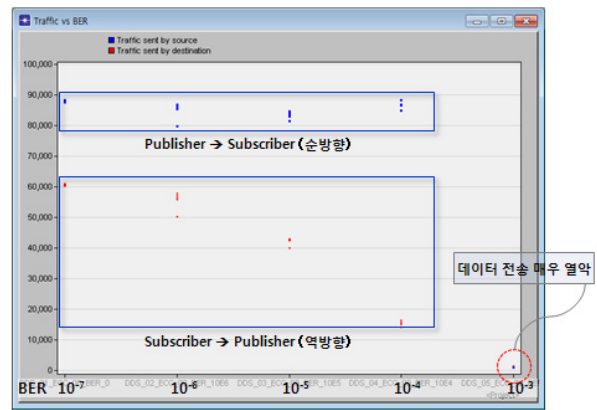 Traffic vs BER
Traffic sent by source
Traffic sent by destination
100,000
90,000
80,000
70,000
60,000
50,000
40,000
30,000
20,000
10,000
0
Publisher → Subscriber (순방향)
Subscriber → Publisher (역방향)
데이터 전송 매우 열악
BER 10-7 10-6 10-5 10-4 10-3